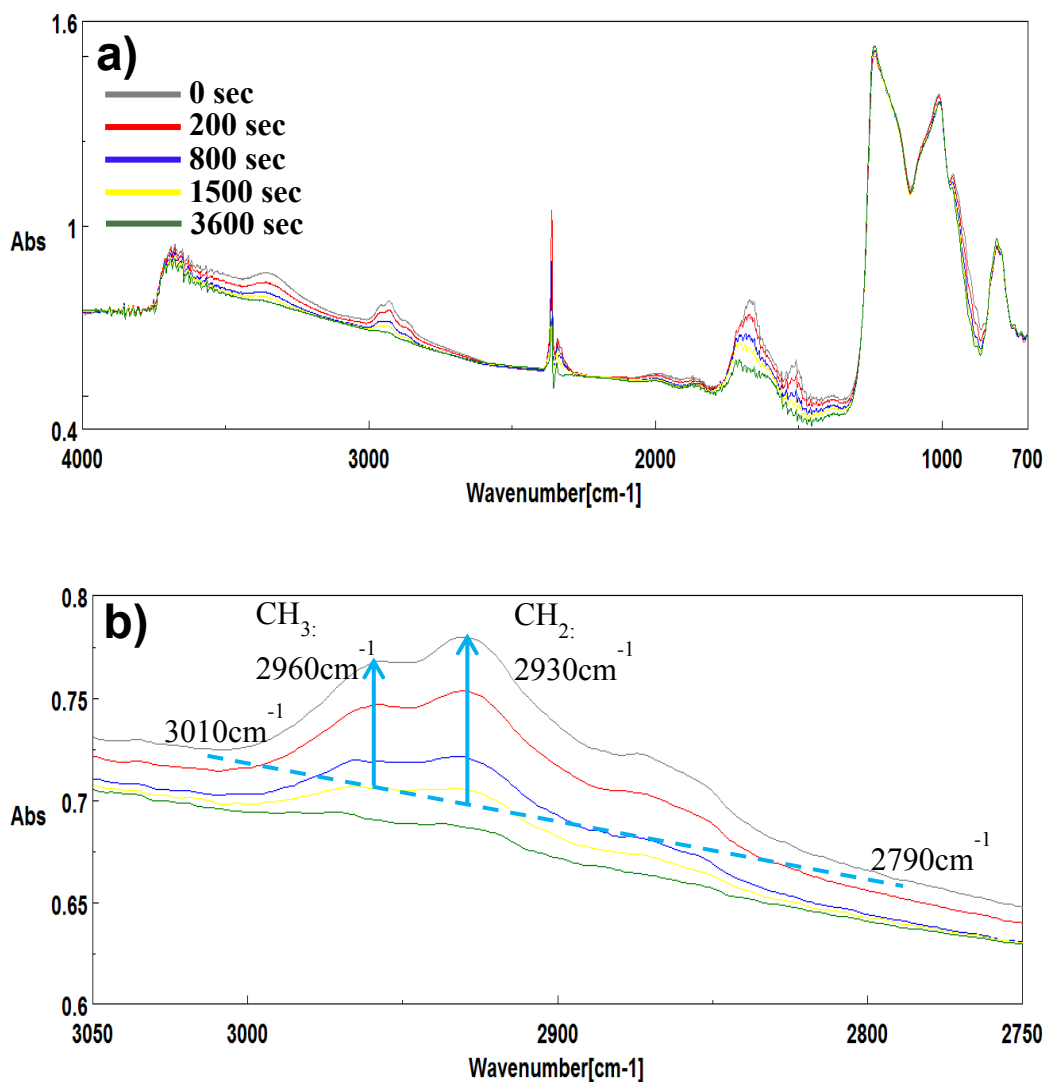 1.6
a)
0 sec
200 sec
800 sec
1500 sec
3600 sec
1
Abs
0.4
4000 3000 2000 1000 700
Wavenumber[cm-1]
0.8
b)
CH3: CH2:
2960cm-1 2930cm-1
3010cm-1
0.75
0.7
Abs
2790cm-1
0.65
0.6
3050 3000 2900 2800 2750
Wavenumber[cm-1]